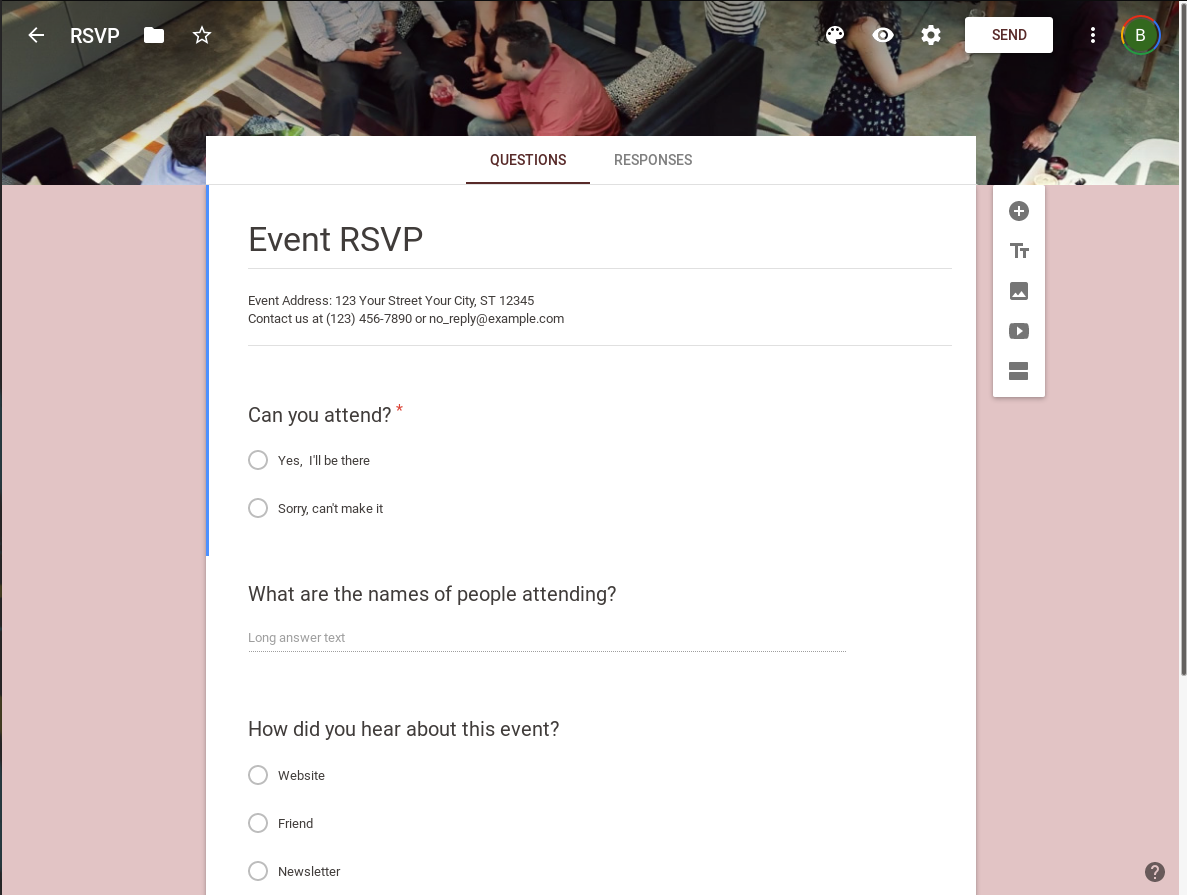 RSVP
SEND
B
QUESTIONS RESPONSES
Event RSVP
Event Address: 123 Your Street Your City, ST 12345
Contact us at (123) 456-7890 or no_reply@example.com
Can you attend? *
Yes,  I'll be there
Sorry, can't make it
What are the names of people attending?
Long answer text
How did you hear about this event?
Website
Friend
Newsletter